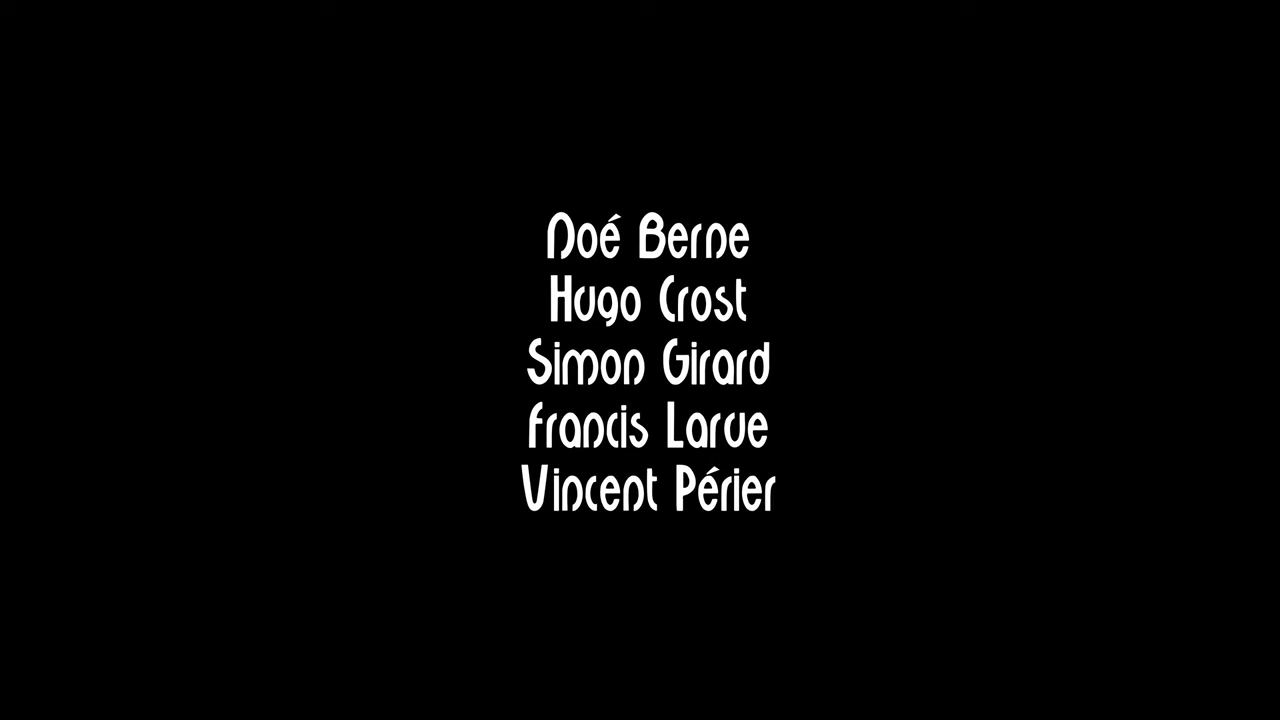 Noé Berne
Hugo Crost
Simon Girard
Francis Larue
Vincent Périer